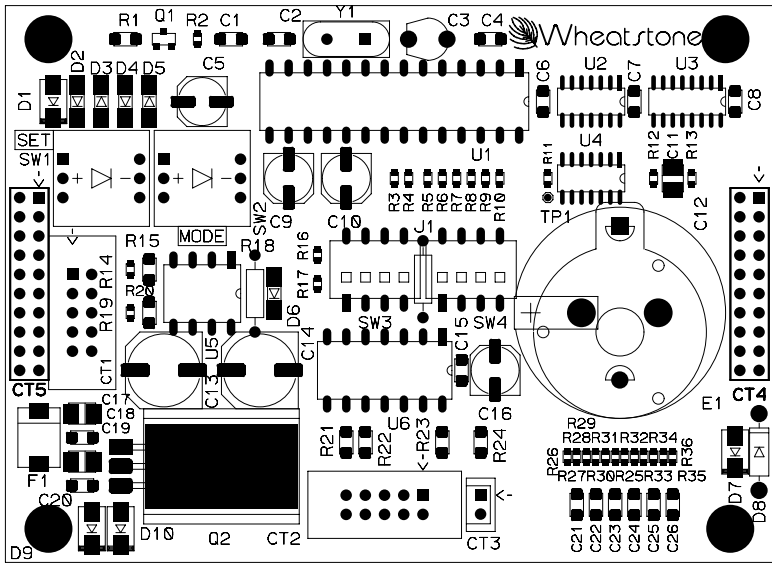 R1 Q1 R2 C1 C2 Y1 C3 C4 Wheatstone
D1 D2 D3 D4 D5 C5 C6 U2 C7 U3 C8
SET
SW1
U1
U4
R11 R12 C11 R13
SW2
C9 C10
R3 R4 R5 R6 R7 R8 R9 R10
TP1
C12
MODE
J1
R15 R18 R16
R14
R20 R17
R19
D6
C14
U5
SW3 C15 SW4
CT1
C13
CT5
CT4
C16
E1
C17
C18
C19
U6
R21 R22 R23 R24
R29
R28 R31 R32 R34
R26 R36
R27 R30 R25 R33 R35
F1
D7
D8
C20
C21 C22 C23 C24 C25 C26
D10
Q2 CT2 CT3
D9